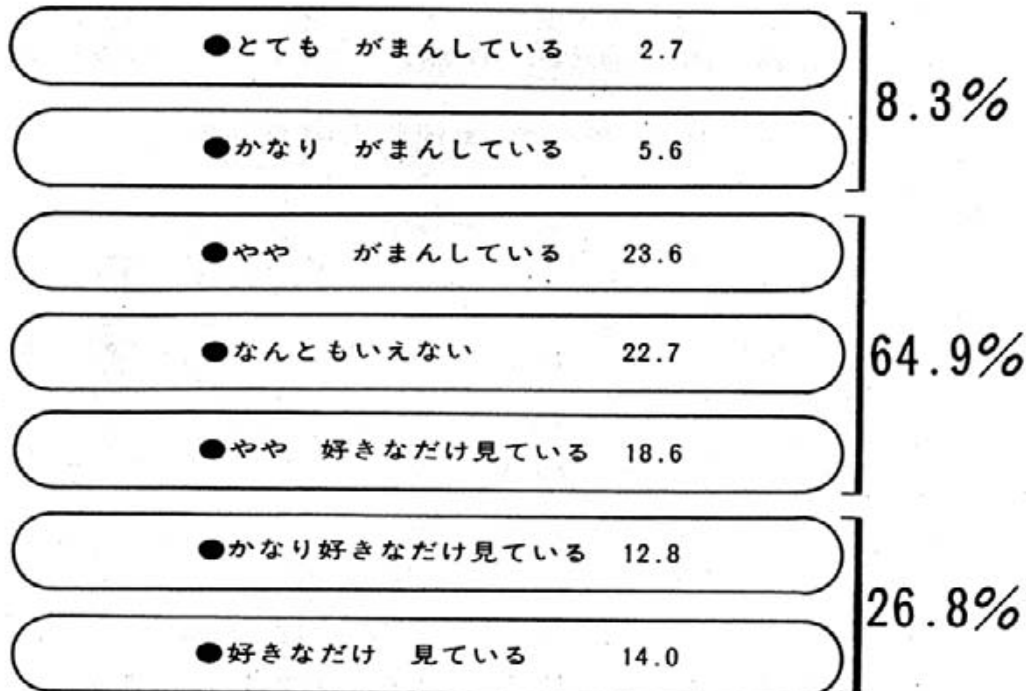 ●とても がまんしている 2.7
●かなり がまんしている 5.6
8.3%
●やや がまんしている 23.6
●なんともいえない 22.7
●やや 好きなだけ見ている 18.6
64.9%
●かなり好きなだけ見ている 12.8
●好きなだけ 見ている 14.0
26.8%